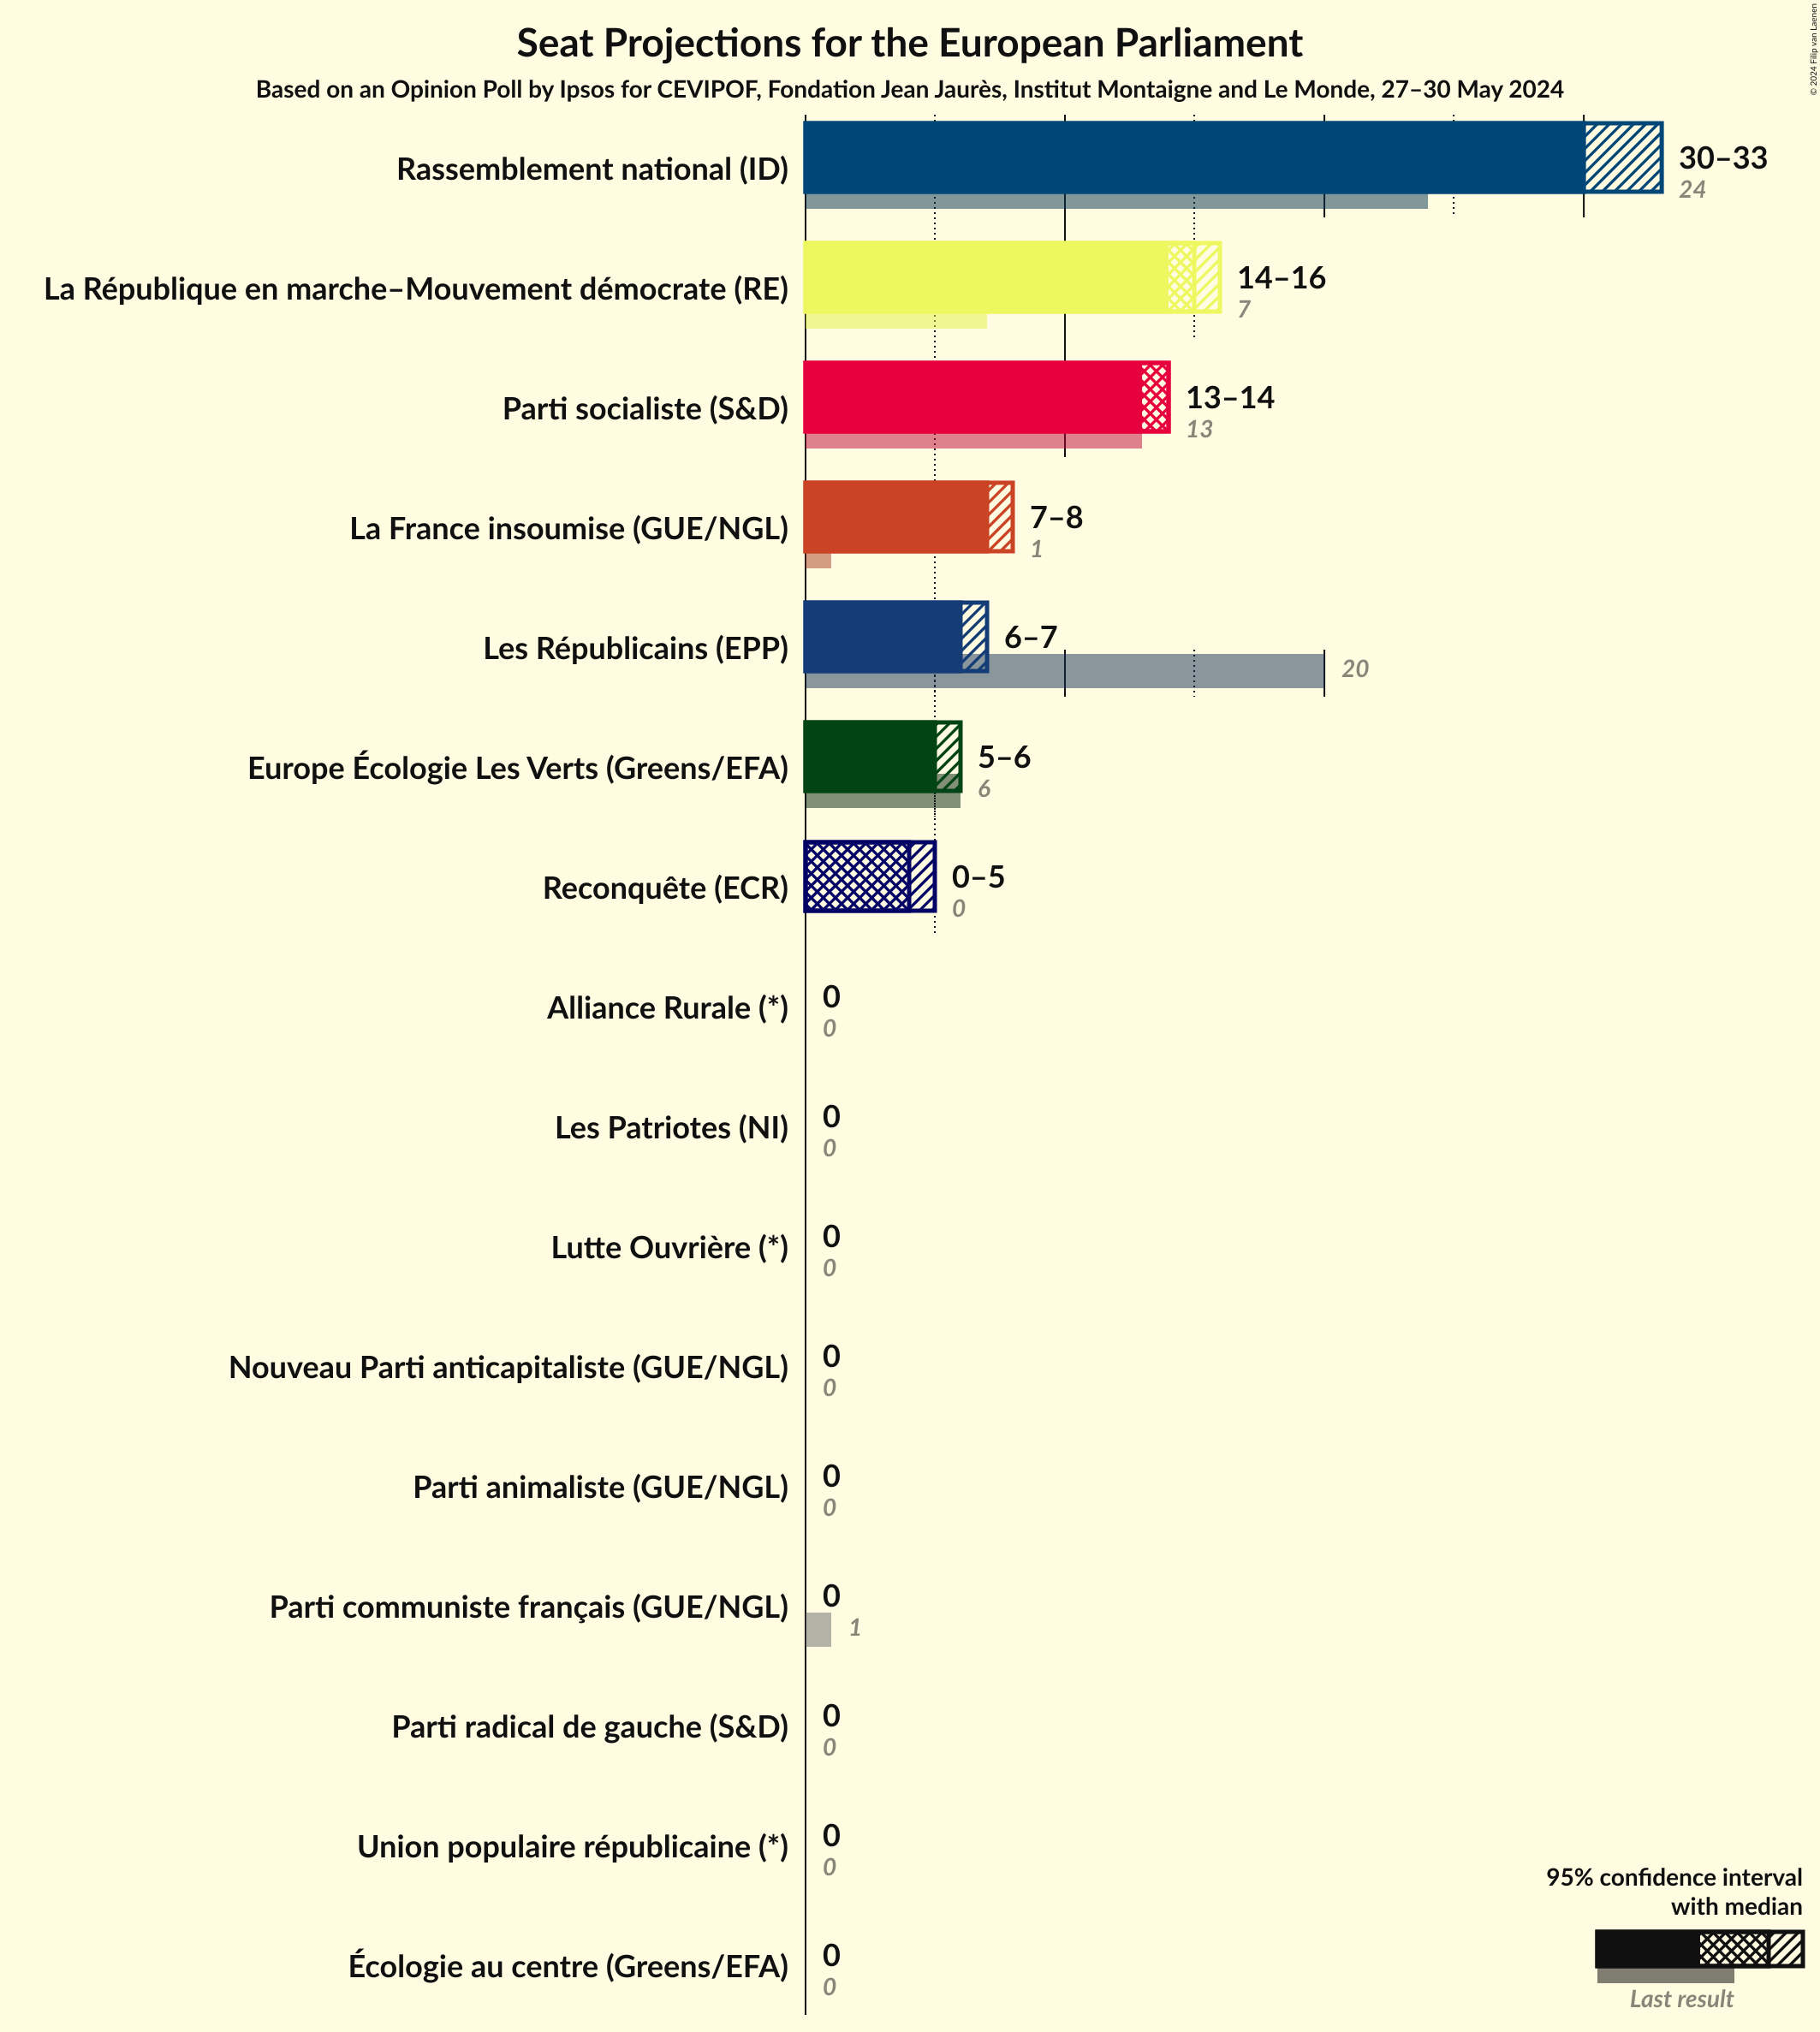 Seat Projections for the European Parliament
Based on an Opinion Poll by Ipsos for CEVIPOF, Fondation Jean Jaurès, Institut Montaigne and Le Monde, 27–30 May 2024
© 2024 Filip van Laenen
Rassemblement national (ID)
30–33
24
La République en marche–Mouvement démocrate (RE)
14–16
7
Parti socialiste (S&D)
13–14
13
La France insoumise (GUE/NGL)
7–8
1
Les Républicains (EPP)
6–7
20
Europe Écologie Les Verts (Greens/EFA)
5–6
6
Reconquête (ECR)
0–5
0
Alliance Rurale (*)
0
0
Les Patriotes (NI)
0
0
Lutte Ouvrière (*)
0
0
Nouveau Parti anticapitaliste (GUE/NGL)
0
0
Parti animaliste (GUE/NGL)
0
0
Parti communiste français (GUE/NGL)
0
1
Parti radical de gauche (S&D)
0
0
Union populaire républicaine (*)
0
0
Écologie au centre (Greens/EFA)
0
0
95% confidence interval
with median
Last result